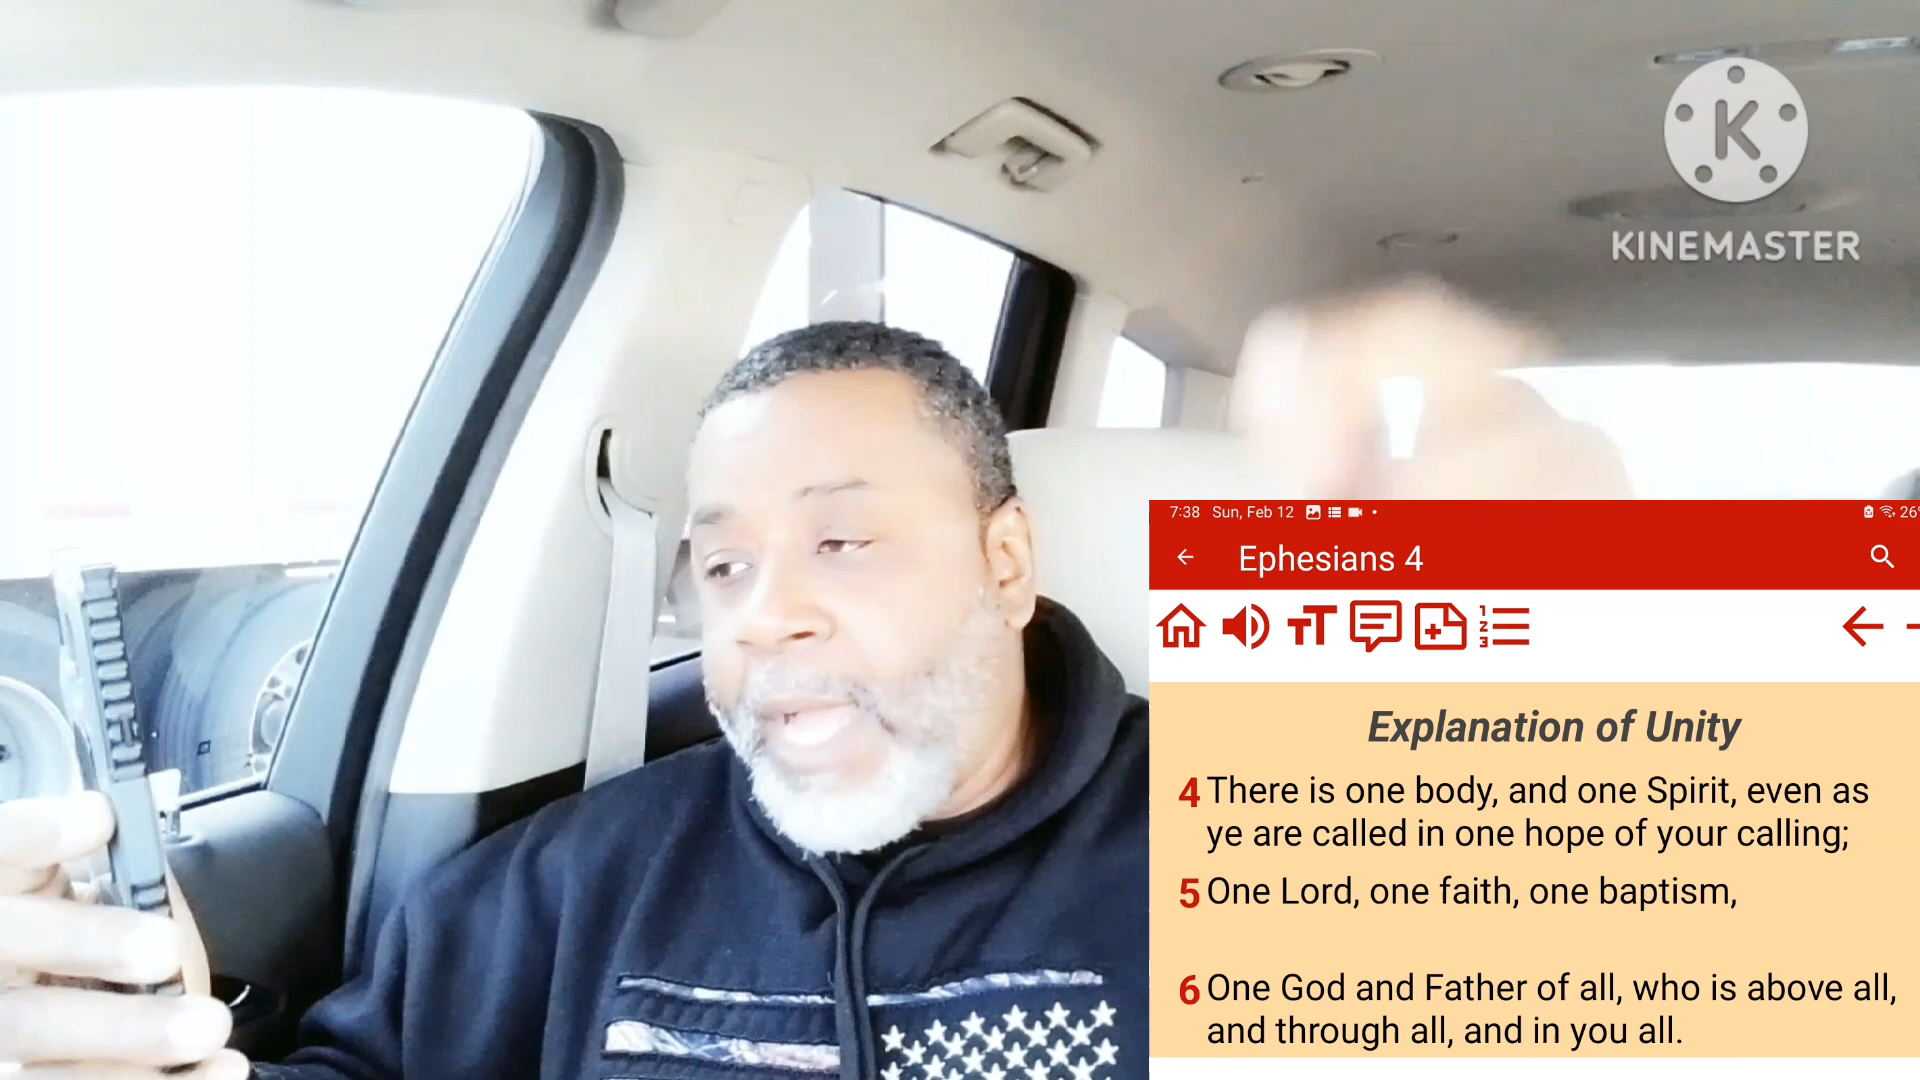 K
KINEMASTER
7:38 Sun, Feb 12
26%
Ephesians 4
Explanation of Unity
4 There is one body, and one Spirit, even as
ye are called in one hope of your calling;
5 One Lord, one faith, one baptism,
6 One God and Father of all, who is above all,
and through all, and in you all.